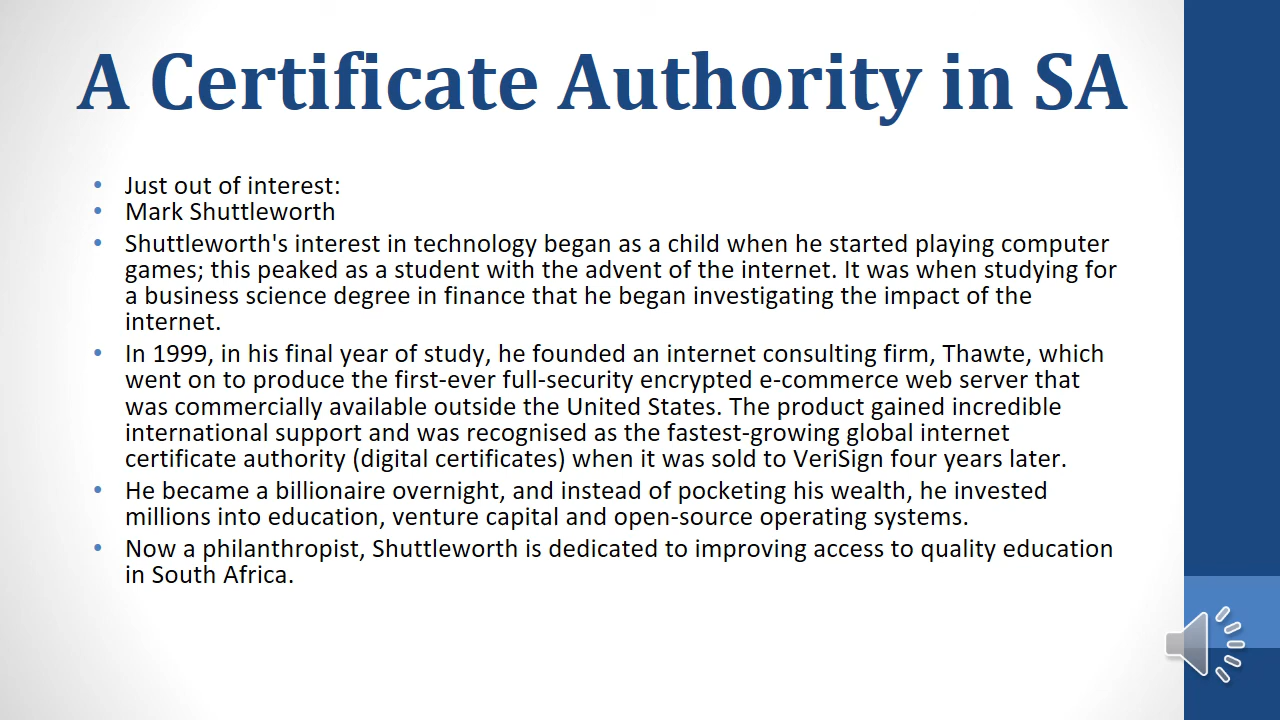 A Certificate Authority in SA
• Just out of interest:
• Mark Shuttleworth
• Shuttleworth's interest in technology began as a child when he started playing computer
games; this peaked as a student with the advent of the internet. It was when studying for
a business science degree in finance that he began investigating the impact of the
internet.
• In 1999, in his final year of study, he founded an internet consulting firm, Thawte, which
went on to produce the first-ever full-security encrypted e-commerce web server that
was commercially available outside the United States. The product gained incredible
international support and was recognised as the fastest-growing global internet
certificate authority (digital certificates) when it was sold to VeriSign four years later.
• He became a billionaire overnight, and instead of pocketing his wealth, he invested
millions into education, venture capital and open-source operating systems.
• Now a philanthropist, Shuttleworth is dedicated to improving access to quality education
in South Africa.